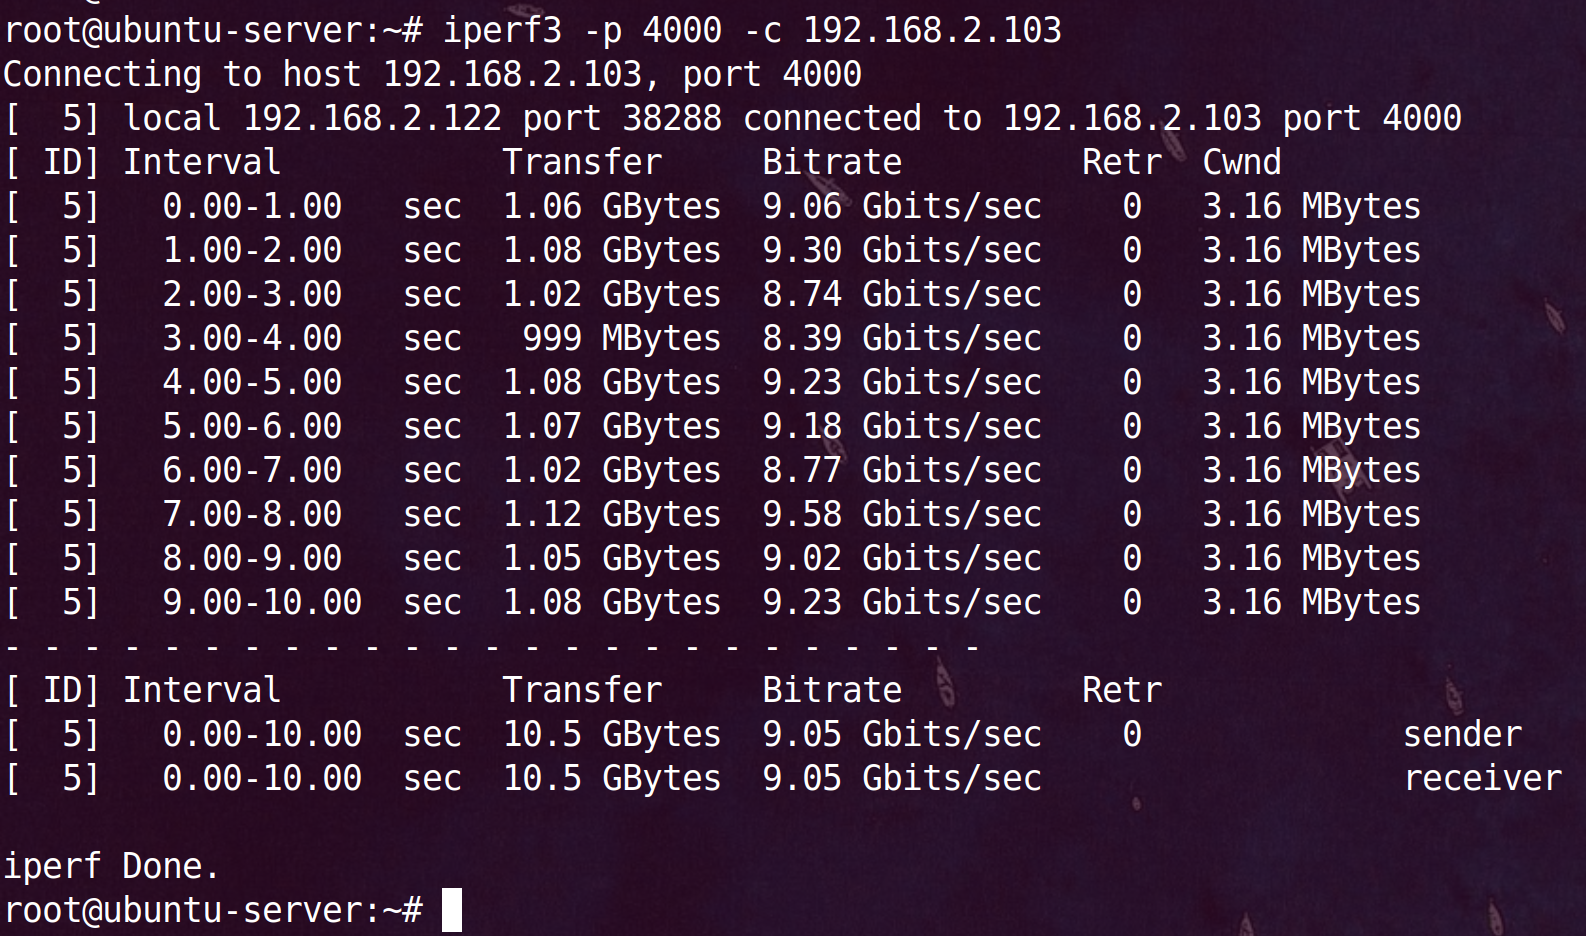 root@ubuntu-server:~# iperf3 -p 4000 -c 192.168.2.103
Connecting to host 192.168.2.103, port 4000
[  5] local 192.168.2.122 port 38288 connected to 192.168.2.103 port 4000
[ ID] Interval           Transfer     Bitrate         Retr  Cwnd
[  5]   0.00-1.00   sec  1.06 GBytes  9.06 Gbits/sec    0   3.16 MBytes
[  5]   1.00-2.00   sec  1.08 GBytes  9.30 Gbits/sec    0   3.16 MBytes
[  5]   2.00-3.00   sec  1.02 GBytes  8.74 Gbits/sec    0   3.16 MBytes
[  5]   3.00-4.00   sec   999 MBytes  8.39 Gbits/sec    0   3.16 MBytes
[  5]   4.00-5.00   sec  1.08 GBytes  9.23 Gbits/sec    0   3.16 MBytes
[  5]   5.00-6.00   sec  1.07 GBytes  9.18 Gbits/sec    0   3.16 MBytes
[  5]   6.00-7.00   sec  1.02 GBytes  8.77 Gbits/sec    0   3.16 MBytes
[  5]   7.00-8.00   sec  1.12 GBytes  9.58 Gbits/sec    0   3.16 MBytes
[  5]   8.00-9.00   sec  1.05 GBytes  9.02 Gbits/sec    0   3.16 MBytes
[  5]   9.00-10.00  sec  1.08 GBytes  9.23 Gbits/sec    0   3.16 MBytes
- - - - - - - - - - - - - - - - - - - - - - - - -
[ ID] Interval           Transfer     Bitrate         Retr
[  5]   0.00-10.00  sec  10.5 GBytes  9.05 Gbits/sec    0             sender
[  5]   0.00-10.00  sec  10.5 GBytes  9.05 Gbits/sec                  receiver
iperf Done.
root@ubuntu-server:~#